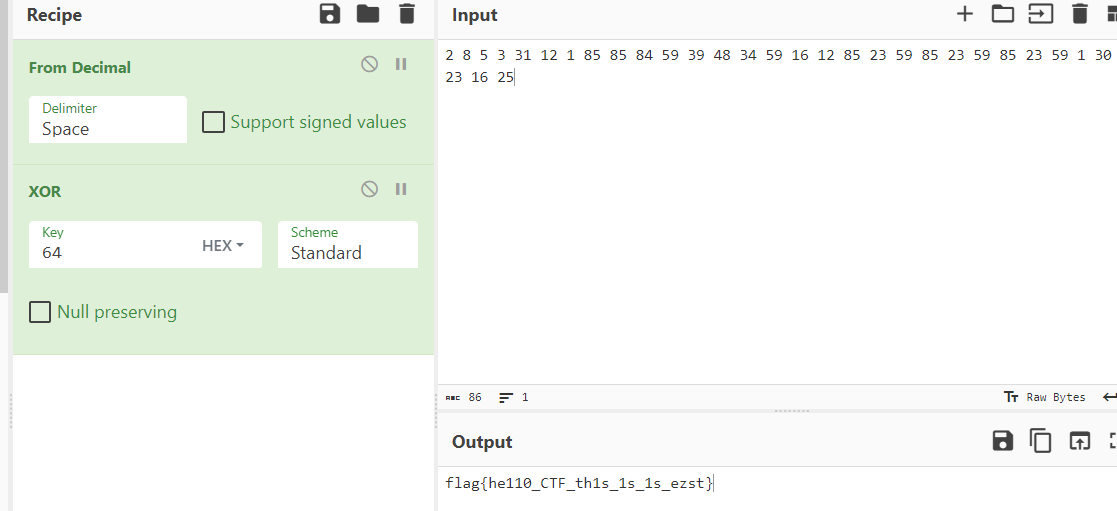 Recipe
From Decimal
Delimiter
Space
Support signed values
XOR
Key
64
HEX
Scheme
Standard
Null preserving
Input
2 8 5 3 31 12 1 85 85 84 59 39 48 34 59 16 12 85 23 59 85 23 59 85 23 59 1 30
23 16 25
ABC 86 1
Tт Raw Bytes
Output
flag{he110_CTF_th1s_1s_1s_ezst}